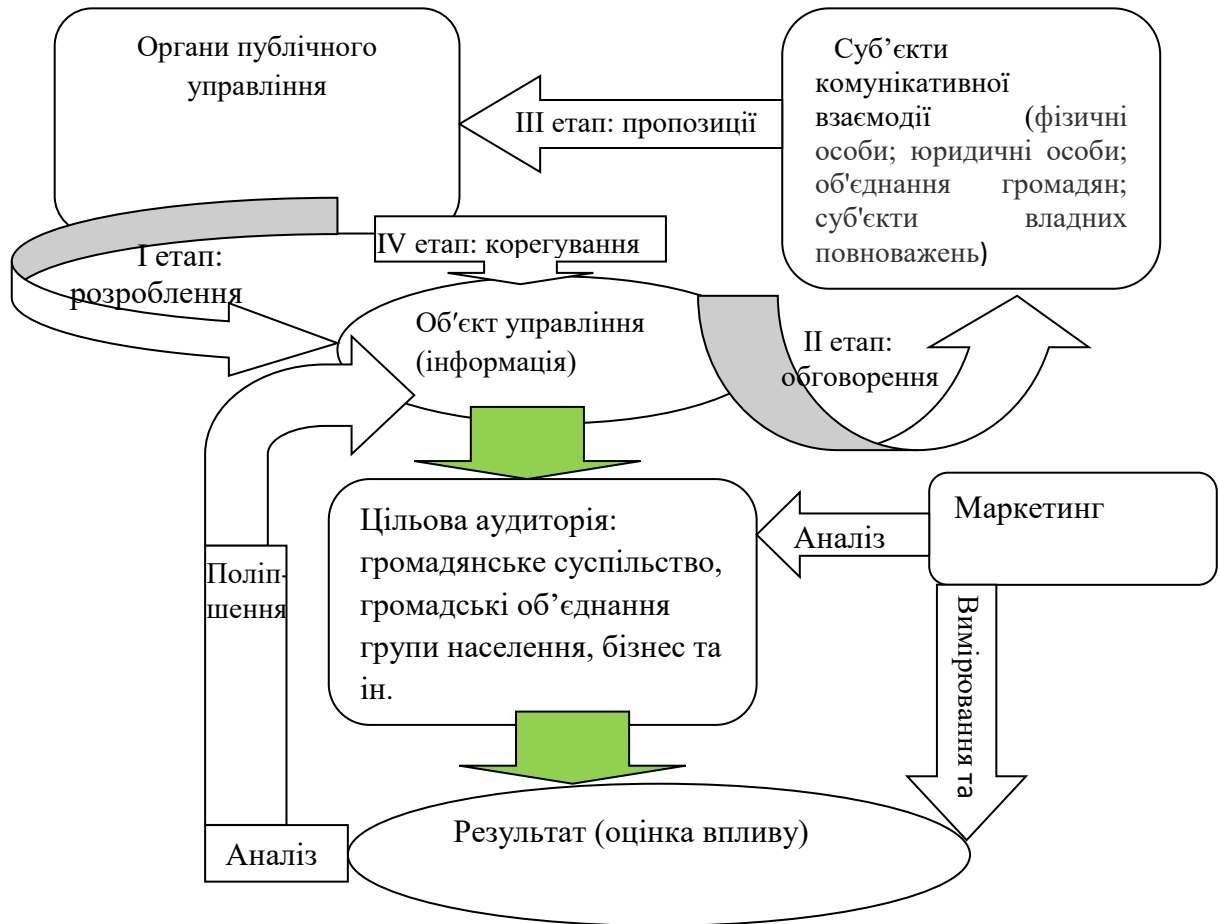 Органи публічного
управління
Суб’єкти
комунікативної
взаємодії (фізичні
особи; юридичні особи;
об'єднання громадян;
суб'єкти владних
повноважень)
ІІІ етап: пропозиції
IV етап: корегування
І етап:
розроблення
Об′єкт управління
(інформація)
ІІ етап:
обговорення
Цільова аудиторія:
громадянське суспільство,
громадські об’єднання
групи населення, бізнес та
ін.
Аналіз
Маркетинг
Поліп-
шення
Вимірювання та
Результат (оцінка впливу)
Аналіз